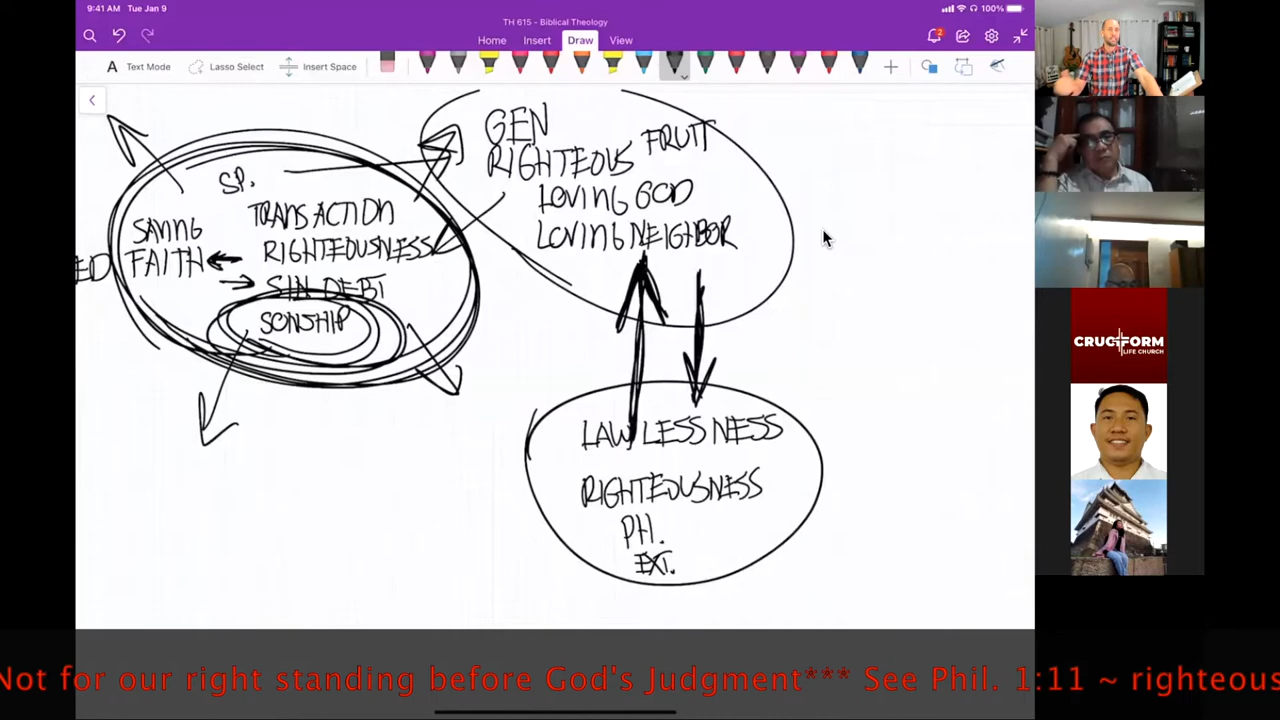 9:41 AM Tue Jan 9
100%
TH 615 - Biblical Theology
Home Insert Draw View
2
A Text Mode Lasso Select Insert Space
GEN
RIGHTEOUS FRUIT
LOVING GOD
LOVING NEIGHBOR
SP.
TRANSACTION
SAVING
FAITH
RIGHTEOUSNESS
SIN DEBT
SONSHIP
ED
LAWLESSNESS
RIGHTEOUSNESS
PH.
EXT.
CRUCIFORM
LIFE CHURCH
Not for our right standing before God's Judgment*** See Phil. 1:11 ~ righteous